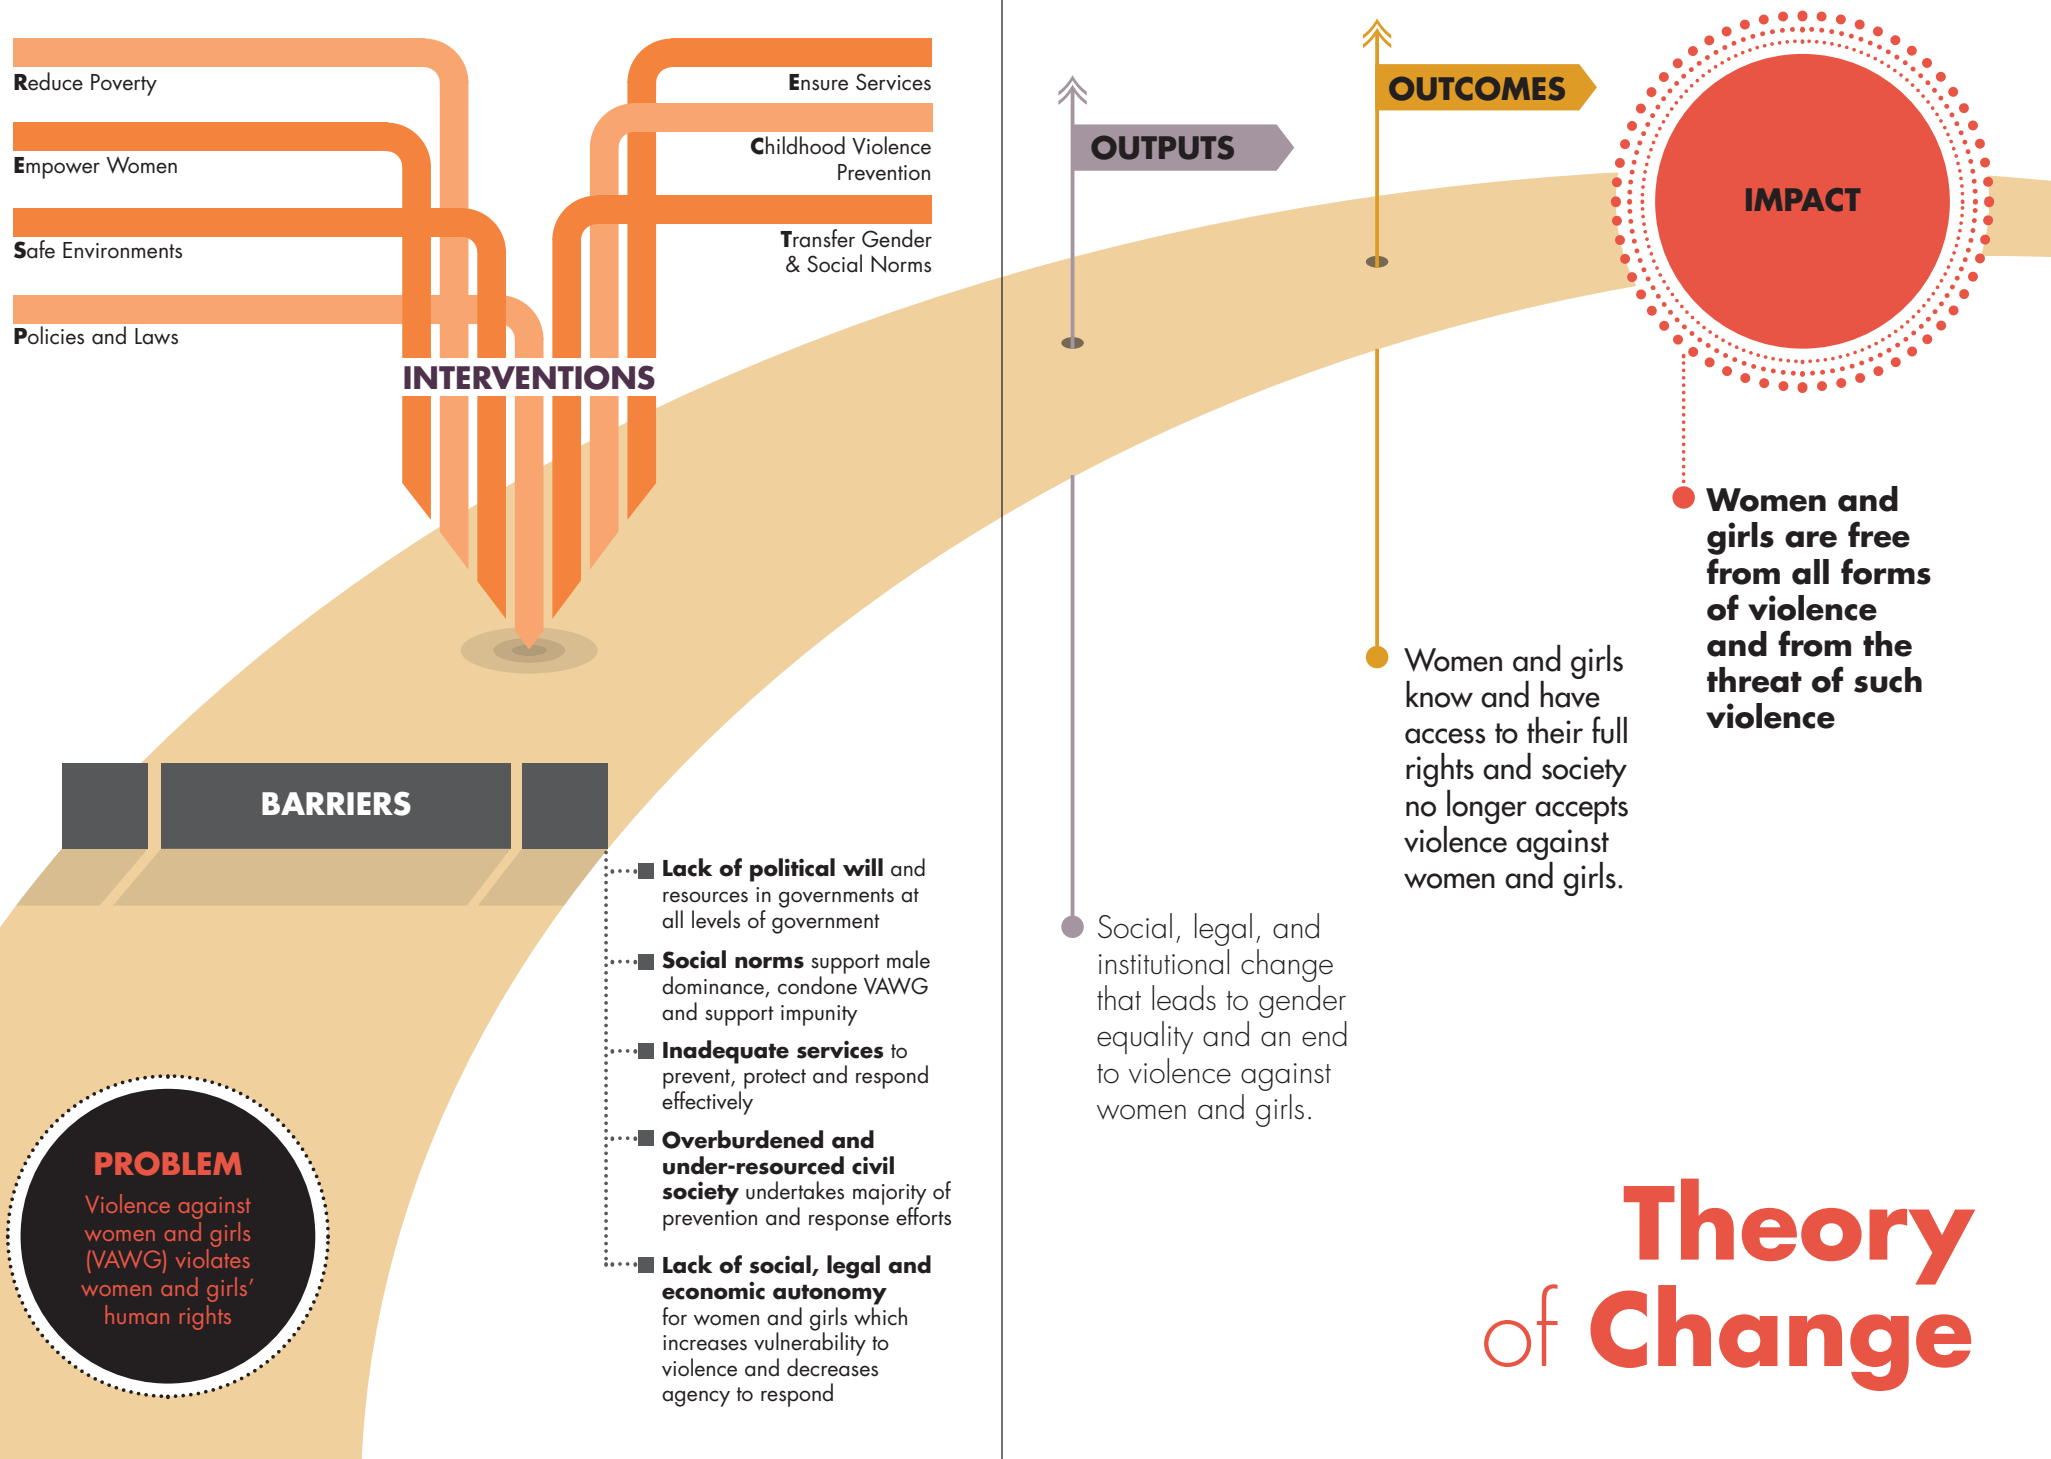 Reduce Poverty
Empower Women
Safe Environments
Policies and Laws
Ensure Services
Childhood Violence
Prevention
Transfer Gender
& Social Norms
INTERVENTIONS
BARRIERS
Lack of political will and
resources in governments at
all levels of government
Social norms support male
dominance, condone VAWG
and support impunity
Inadequate services to
prevent, protect and respond
effectively
Overburdened and
under-resourced civil
society undertakes majority of
prevention and response efforts
Lack of social, legal and
economic autonomy
for women and girls which
increases vulnerability to
violence and decreases
agency to respond
PROBLEM
Violence against
women and girls
(VAWG) violates
women and girls’
human rights
OUTPUTS
Social, legal, and
institutional change
that leads to gender
equality and an end
to violence against
women and girls.
OUTCOMES
Women and girls
know and have
access to their full
rights and society
no longer accepts
violence against
women and girls.
IMPACT
Women and
girls are free
from all forms
of violence
and from the
threat of such
violence
Theory
of Change